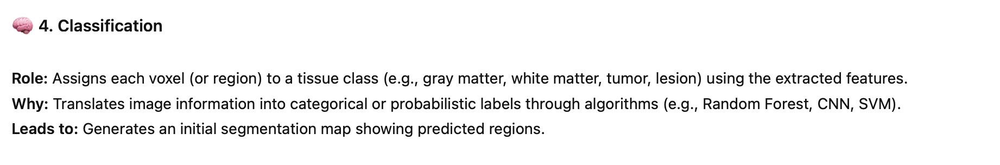 🧠 4. Classification
Role: Assigns each voxel (or region) to a tissue class (e.g., gray matter, white matter, tumor, lesion) using the extracted features.
Why: Translates image information into categorical or probabilistic labels through algorithms (e.g., Random Forest, CNN, SVM).
Leads to: Generates an initial segmentation map showing predicted regions.